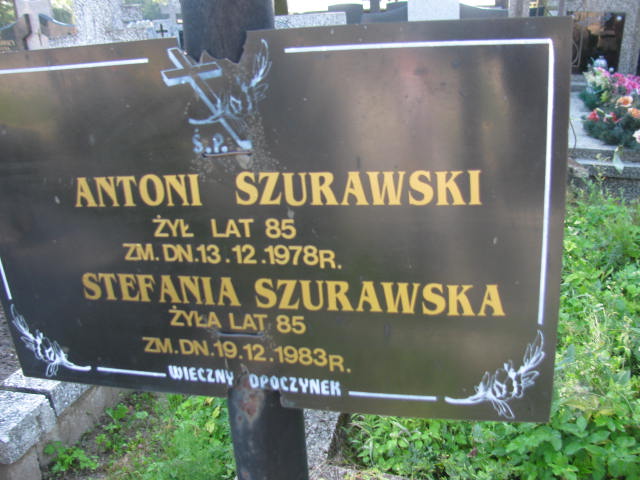 Ś.P.
ANTONI SZURAWSKI
ŻYŁ LAT 85
ZM.DN.13.12.1978R.
STEFANIA SZURAWSKA
ŻYŁA LAT 85
ZM.DN.19.12.1983R.
WIECZNY OPOCZYNEK